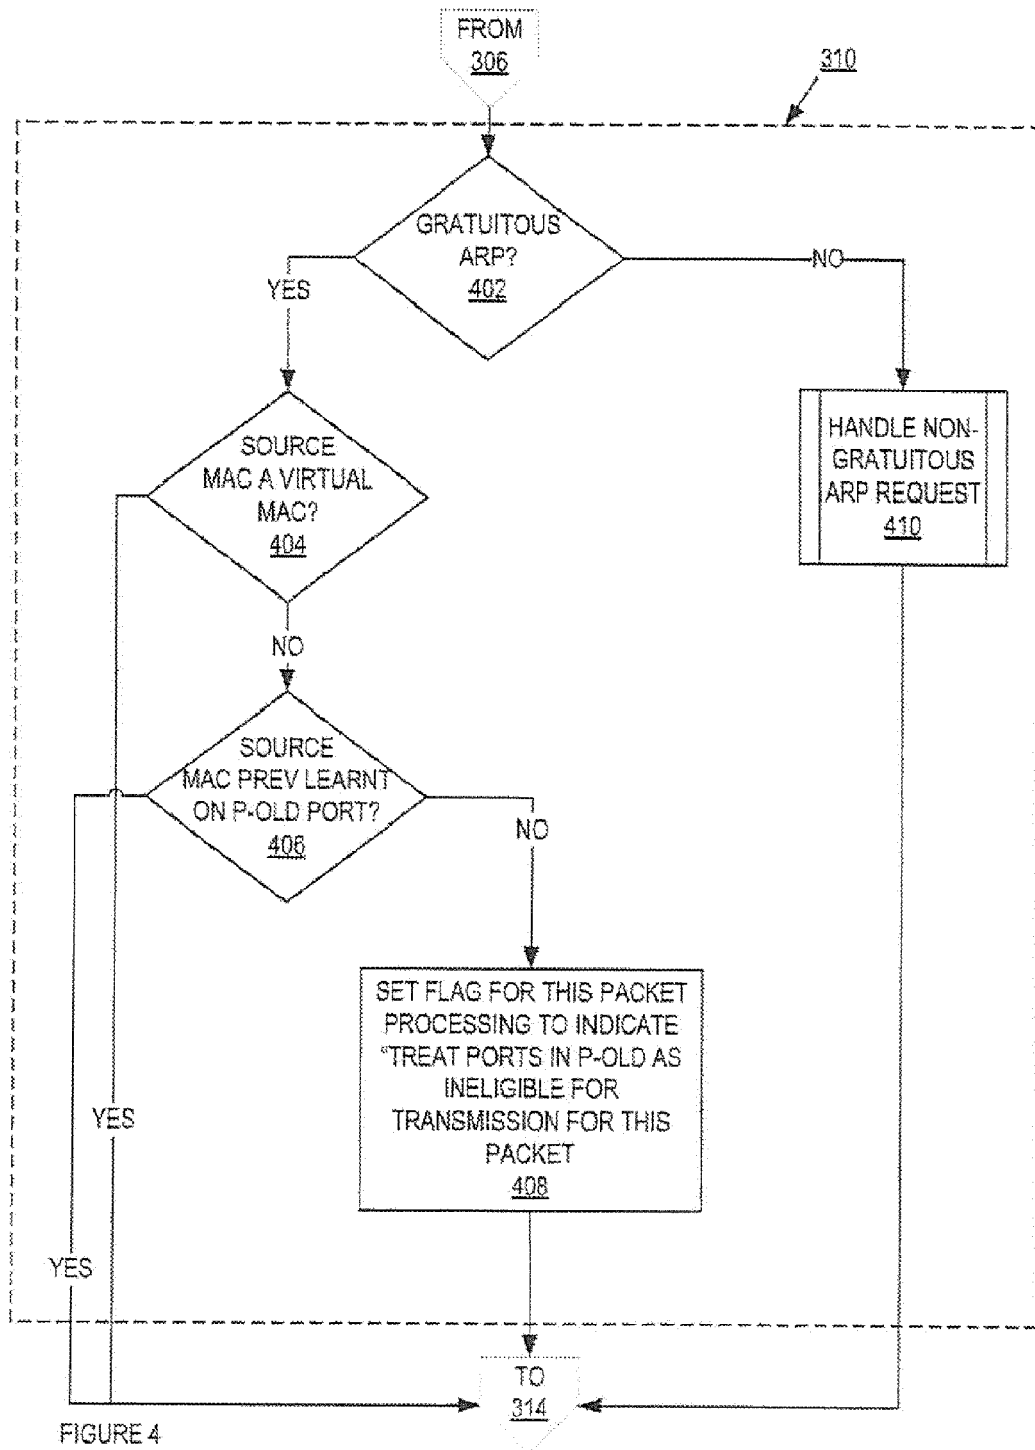 FROM
306
310
GRATUITOUS
ARP?
402
YES
NO
SOURCE
MAC A VIRTUAL
MAC?
404
HANDLE NON-
GRATUITOUS
ARP REQUEST
410
NO
SOURCE
MAC PREV LEARNT
ON P-OLD PORT?
406
NO
SET FLAG FOR THIS PACKET
PROCESSING TO INDICATE
"TREAT PORTS IN P-OLD AS
INELIGIBLE FOR
TRANSMISSION FOR THIS
PACKET
408
YES
YES
TO
314
FIGURE 4